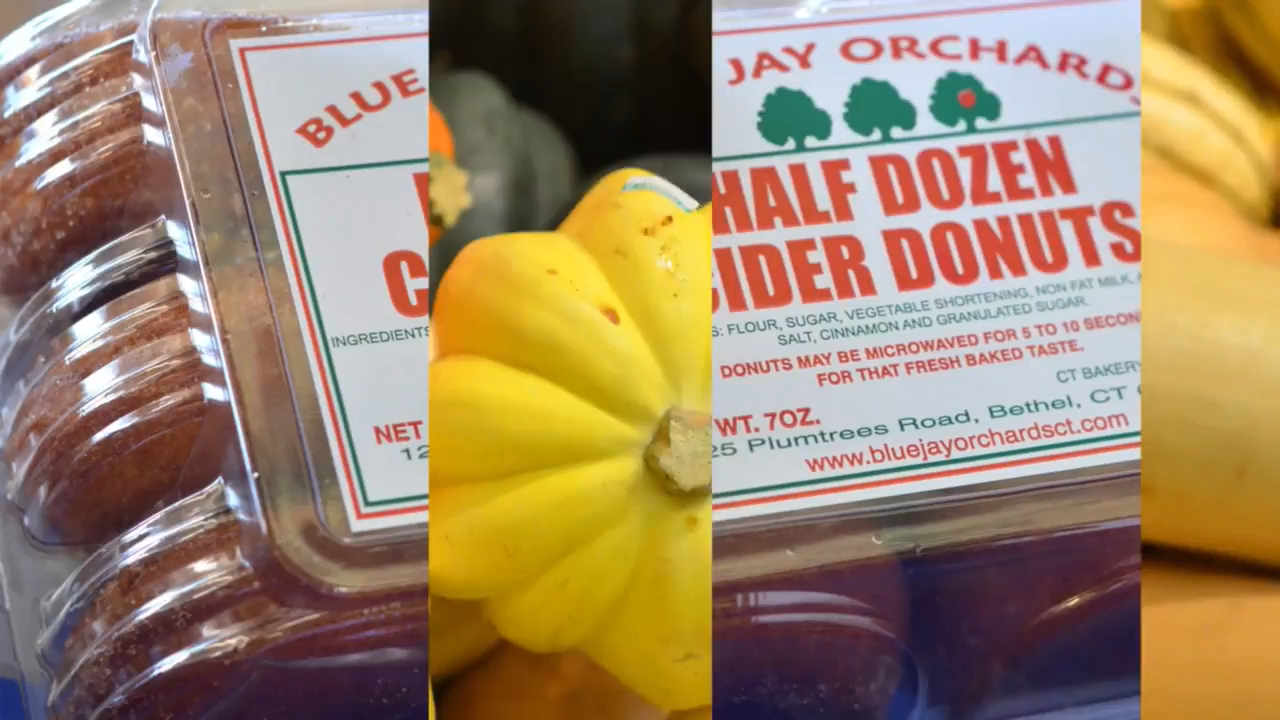 BLUE JAY ORCHARDS
HALF DOZEN
CIDER DONUTS
INGREDIENTS: FLOUR, SUGAR, VEGETABLE SHORTENING, NON FAT MILK,
SALT, CINNAMON AND GRANULATED SUGAR.
DONUTS MAY BE MICROWAVED FOR 5 TO 10 SECON
FOR THAT FRESH BAKED TASTE.
CT BAKERY
NET WT. 7OZ.
125 Plumtrees Road, Bethel, CT
www.bluejayorchardsct.com